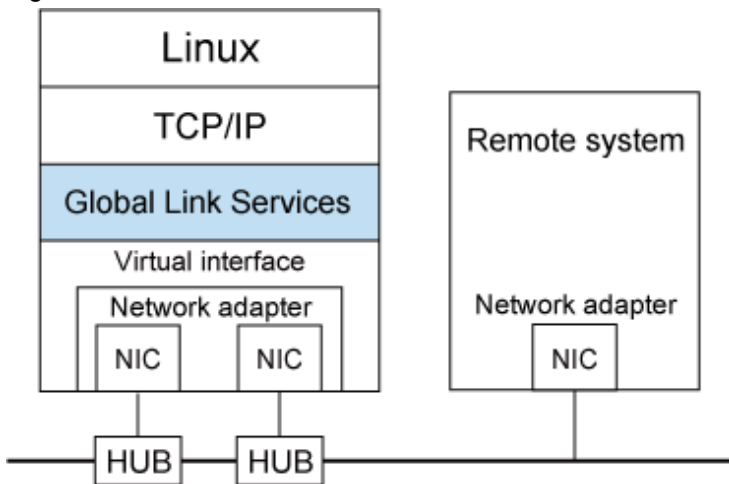 Linux
TCP/IP
Global Link Services
Virtual interface
Network adapter
NIC
NIC
HUB
HUB
Remote system
Network adapter
NIC